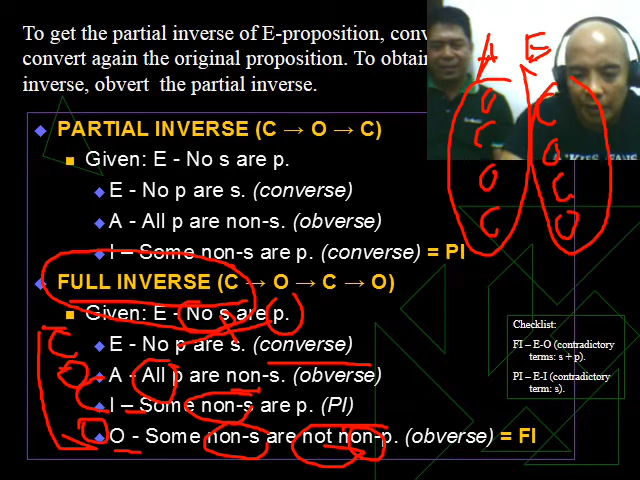 To get the partial inverse of E-proposition, conv
convert again the original proposition. To obtain
inverse, obvert the partial inverse.
A E
O C
C O
O C
C O
◆ PARTIAL INVERSE (C → O → C)
■ Given: E - No s are p.
◆ E - No p are s. (converse)
◆ A - All p are non-s. (obverse)
◆ I – Some non-s are p. (converse) = PI
◆ FULL INVERSE (C → O → C → O)
■ Given: E - No s are p.
C ◆ E - No p are s. (converse)
O ◆ A - All p are non-s. (obverse)
C ◆ I – Some non-s are p. (PI)
O ◆ O - Some non-s are not non-p. (obverse) = FI
Checklist:
FI – E-O (contradictory
terms: s + p).
PI – E-I (contradictory
term: s).